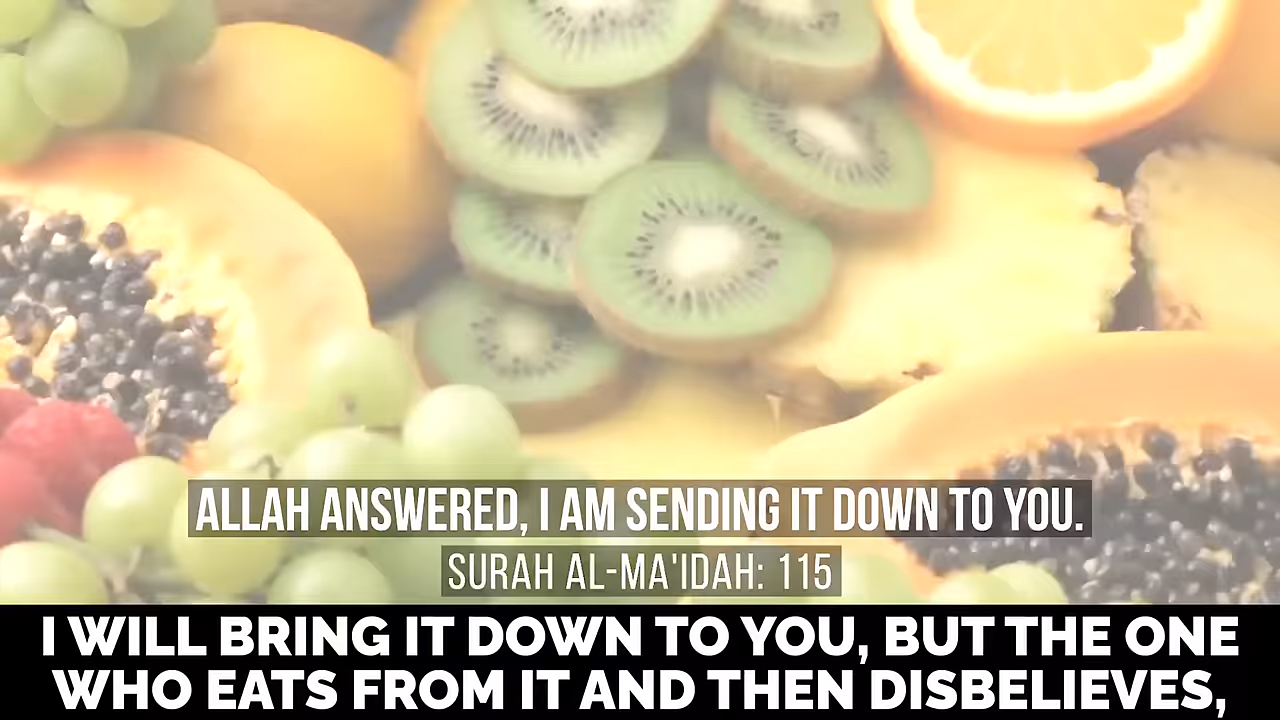 ALLAH ANSWERED, I AM SENDING IT DOWN TO YOU.
SURAH AL-MA'IDAH: 115
I WILL BRING IT DOWN TO YOU, BUT THE ONE
WHO EATS FROM IT AND THEN DISBELIEVES,